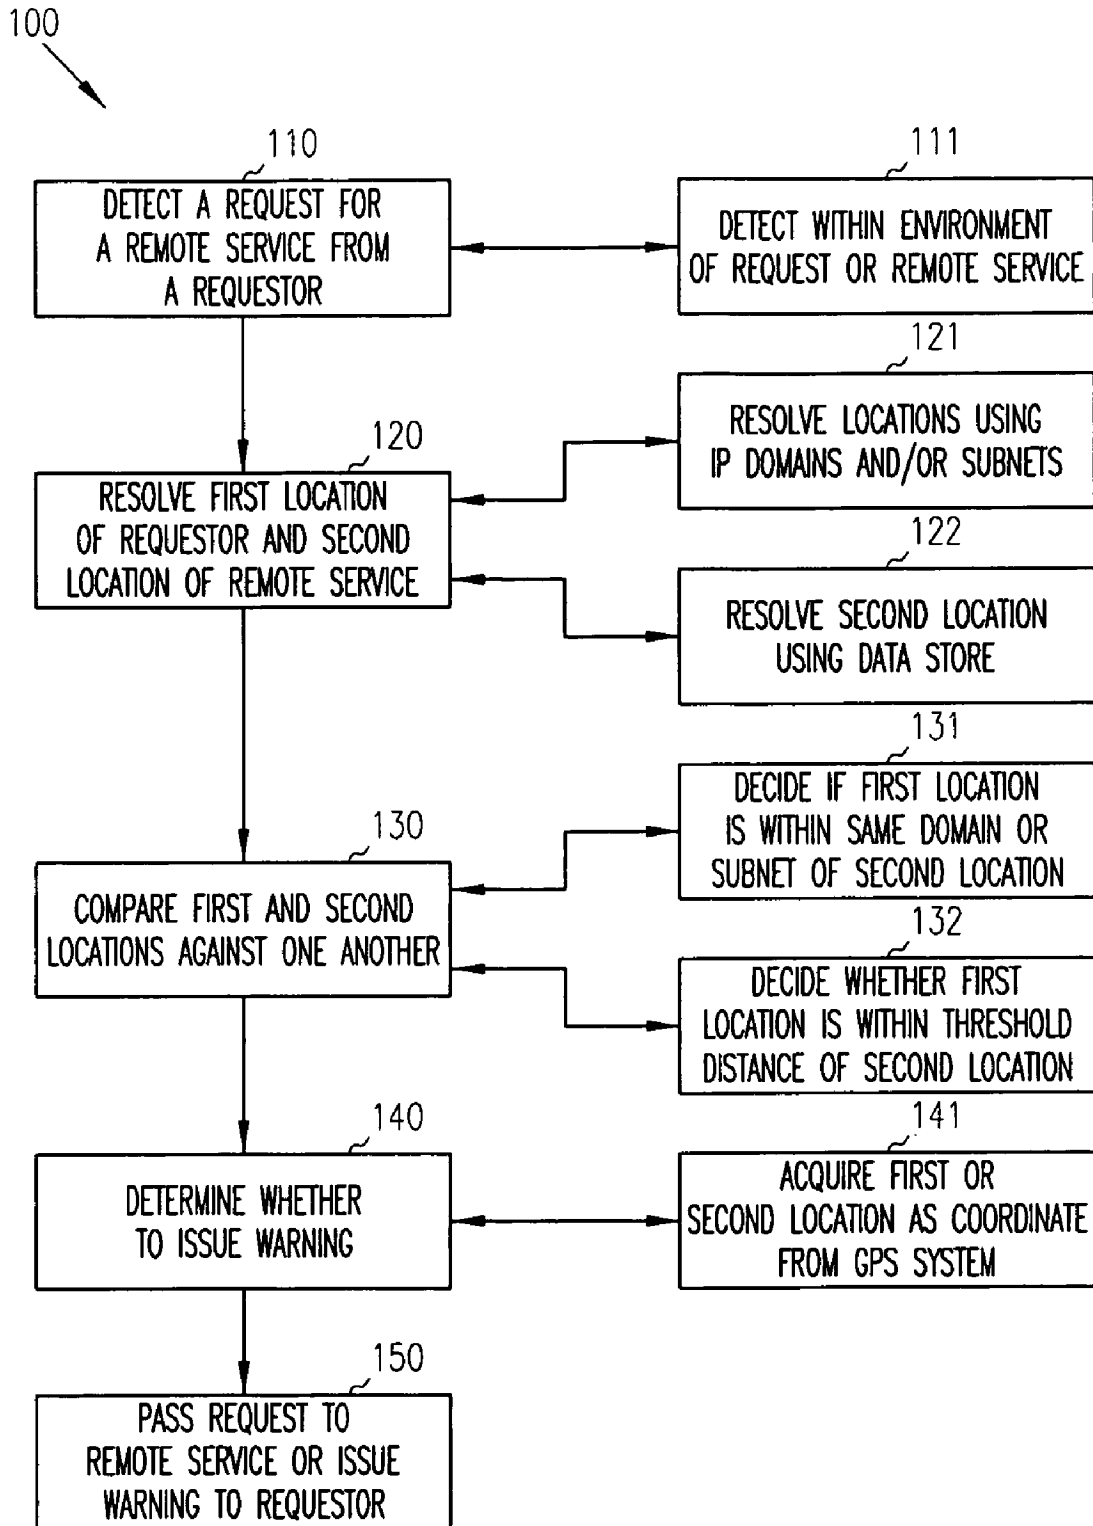 100
110
DETECT A REQUEST FOR
A REMOTE SERVICE FROM
A REQUESTOR
111
DETECT WITHIN ENVIRONMENT
OF REQUEST OR REMOTE SERVICE
121
RESOLVE LOCATIONS USING
IP DOMAINS AND/OR SUBNETS
120
RESOLVE FIRST LOCATION
OF REQUESTOR AND SECOND
LOCATION OF REMOTE SERVICE
122
RESOLVE SECOND LOCATION
USING DATA STORE
131
DECIDE IF FIRST LOCATION
IS WITHIN SAME DOMAIN OR
SUBNET OF SECOND LOCATION
130
COMPARE FIRST AND SECOND
LOCATIONS AGAINST ONE ANOTHER
132
DECIDE WHETHER FIRST
LOCATION IS WITHIN THRESHOLD
DISTANCE OF SECOND LOCATION
140
DETERMINE WHETHER
TO ISSUE WARNING
141
ACQUIRE FIRST OR
SECOND LOCATION AS COORDINATE
FROM GPS SYSTEM
150
PASS REQUEST TO
REMOTE SERVICE OR ISSUE
WARNING TO REQUESTOR